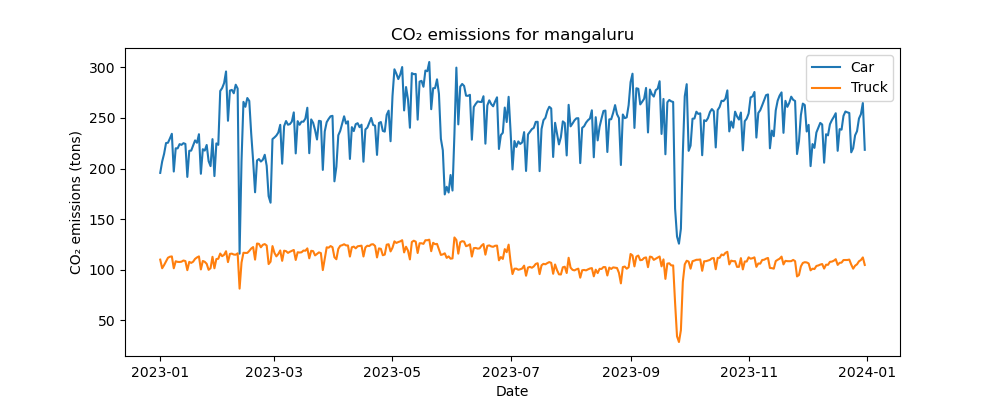 CO₂ emissions for mangaluru
Car
Truck
CO₂ emissions (tons)
300
250
200
150
100
50
2023-01 2023-03 2023-05 2023-07 2023-09 2023-11 2024-01
Date